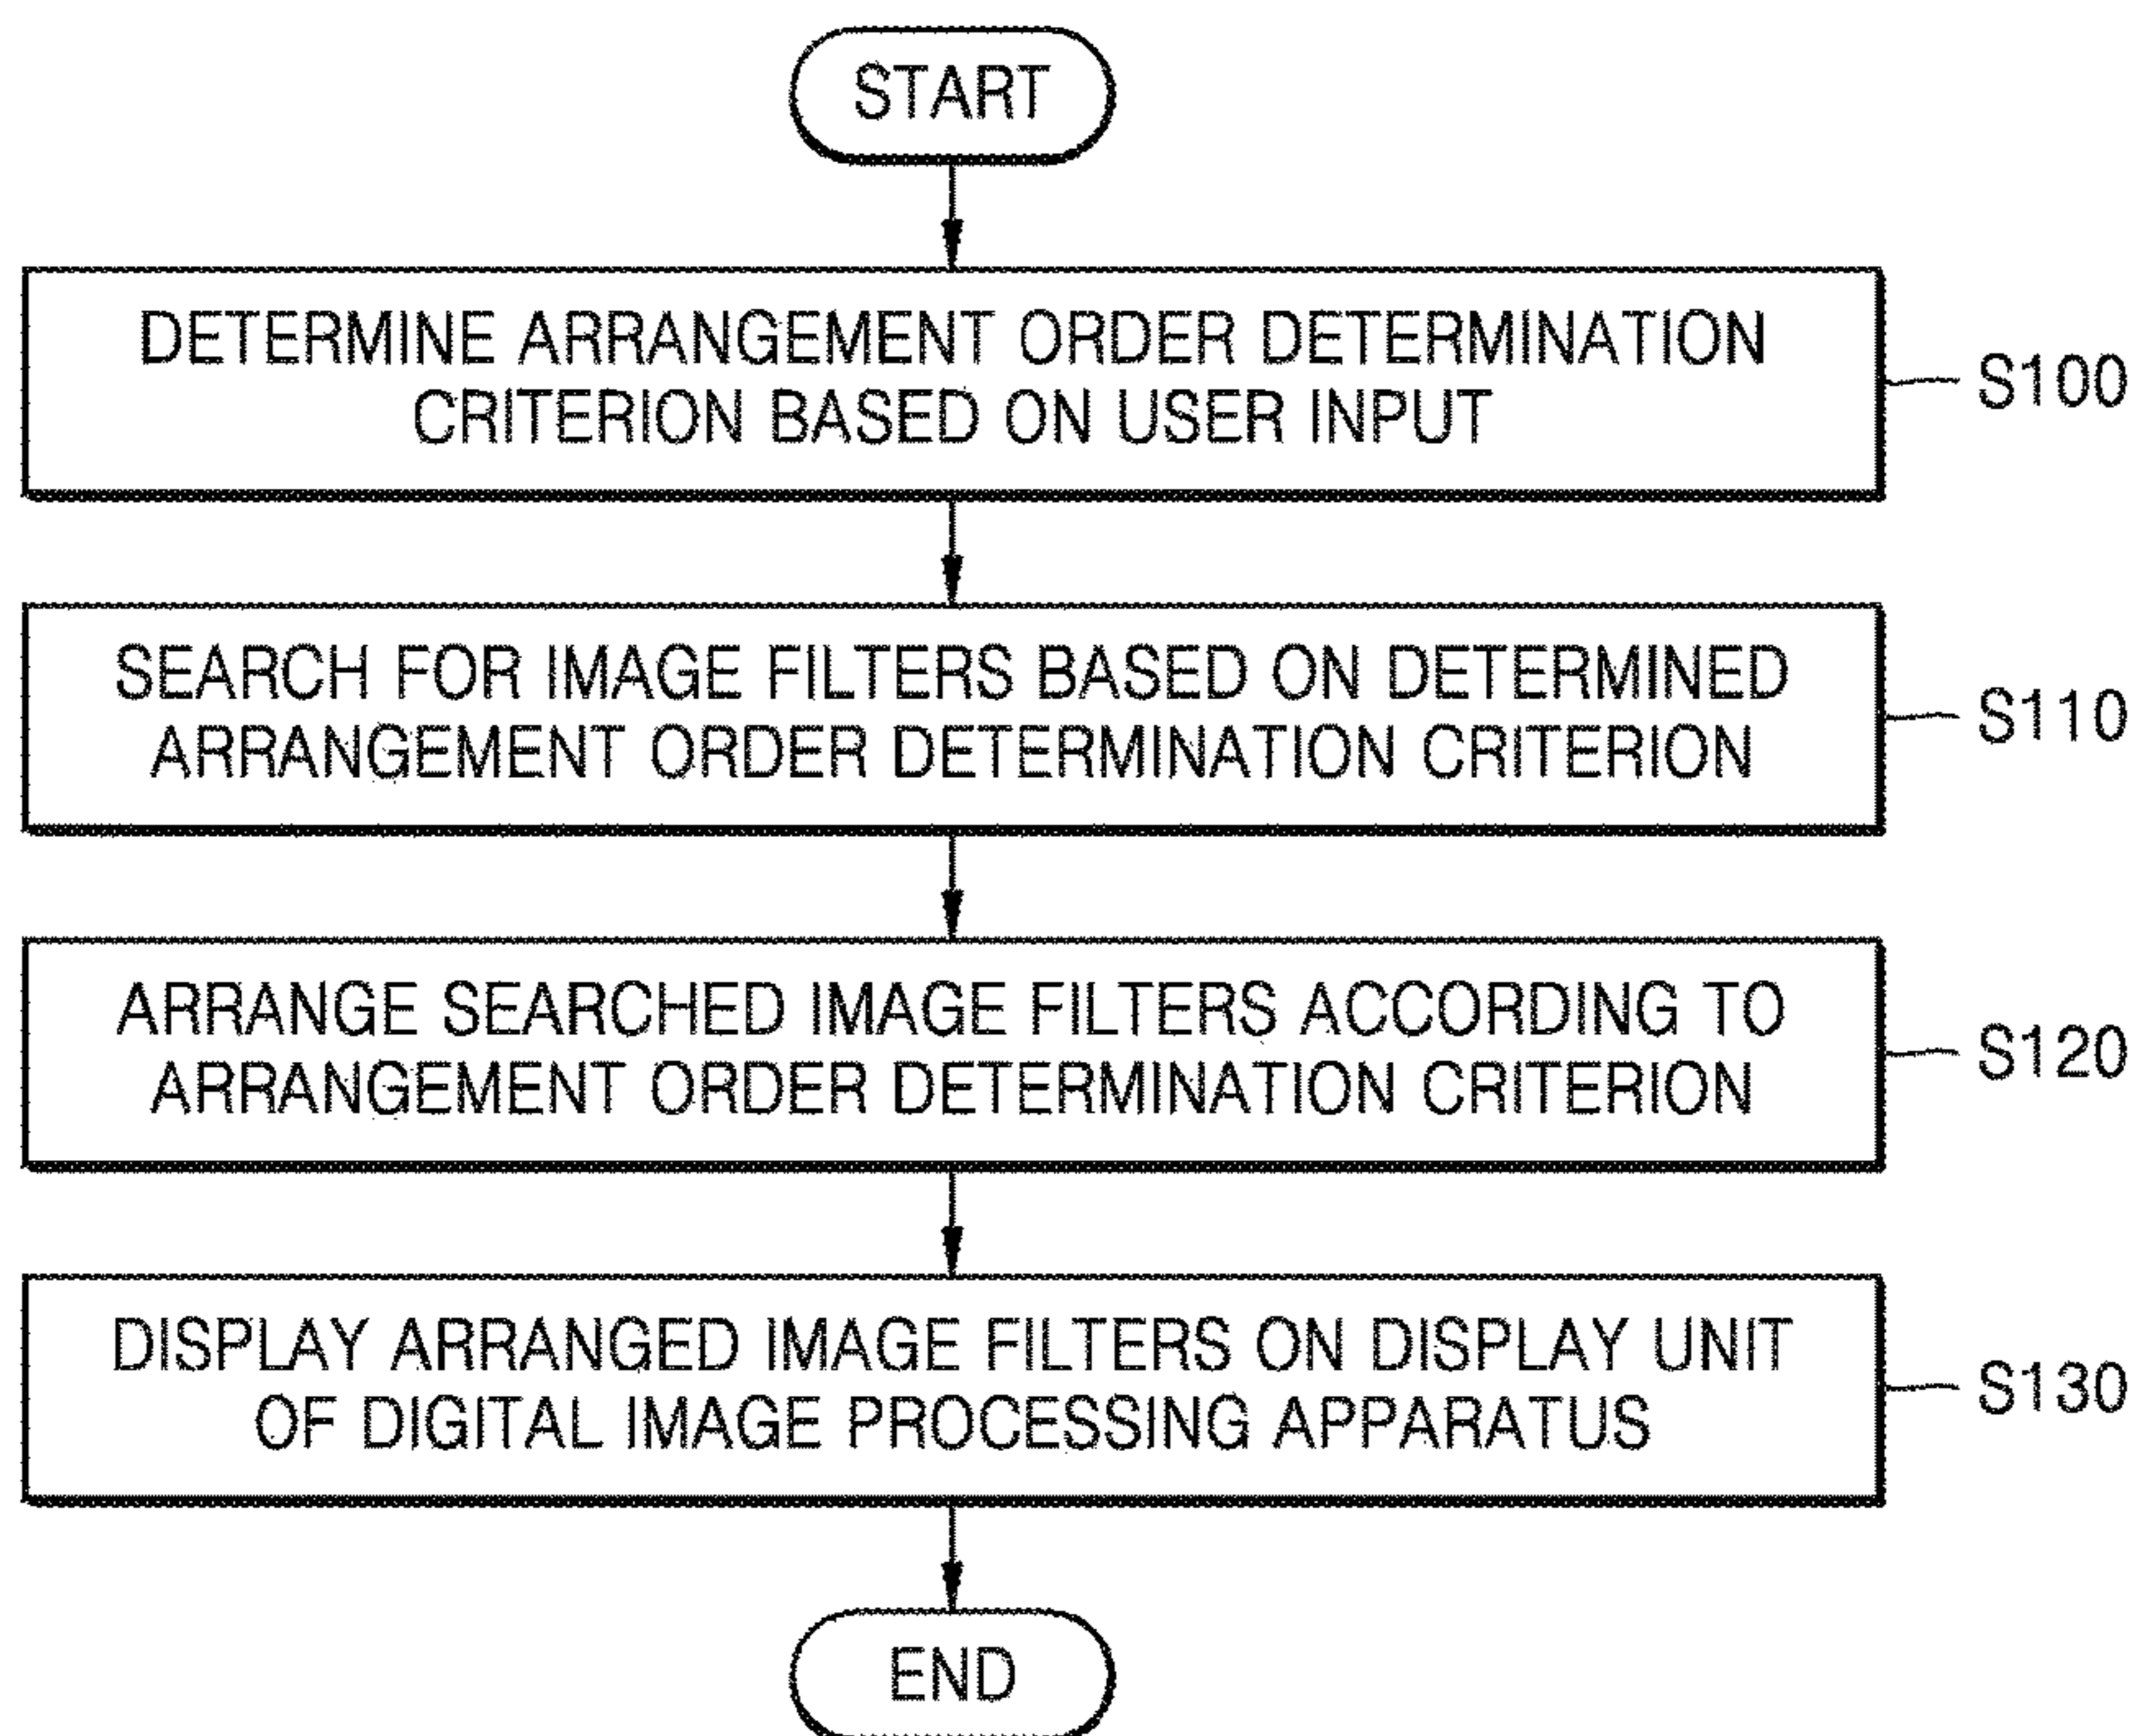 START
DETERMINE ARRANGEMENT ORDER DETERMINATION
CRITERION BASED ON USER INPUT
S100
SEARCH FOR IMAGE FILTERS BASED ON DETERMINED
ARRANGEMENT ORDER DETERMINATION CRITERION
S110
ARRANGE SEARCHED IMAGE FILTERS ACCORDING TO
ARRANGEMENT ORDER DETERMINATION CRITERION
S120
DISPLAY ARRANGED IMAGE FILTERS ON DISPLAY UNIT
OF DIGITAL IMAGE PROCESSING APPARATUS
S130
END